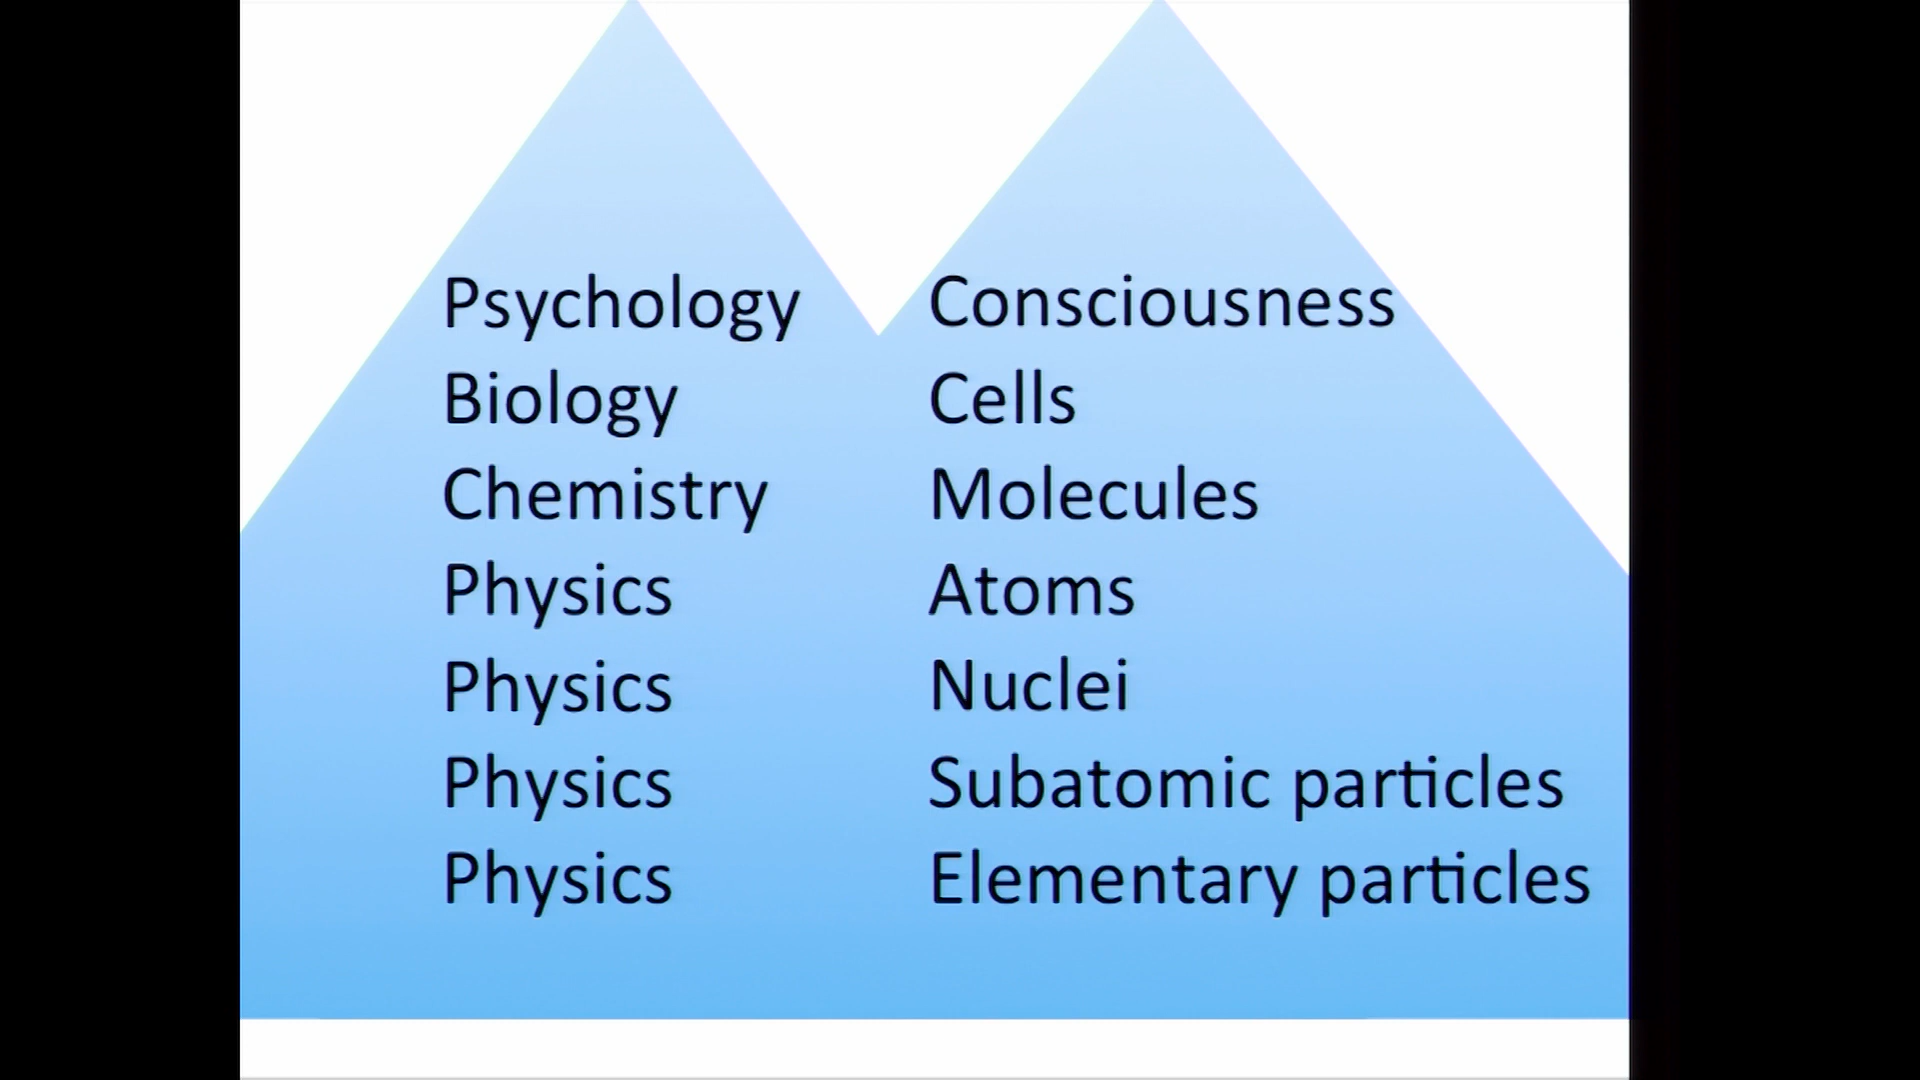 Psychology Consciousness
Biology Cells
Chemistry Molecules
Physics Atoms
Physics Nuclei
Physics Subatomic particles
Physics Elementary particles